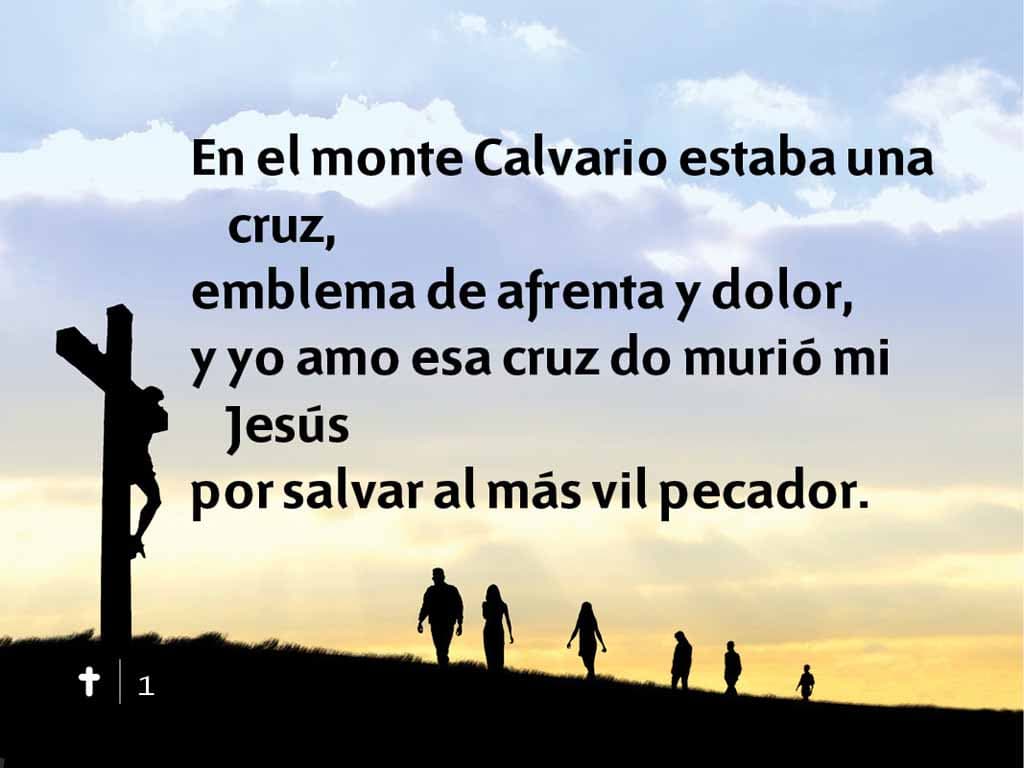 En el monte Calvario estaba una
cruz,
emblema de afrenta y dolor,
y yo amo esa cruz do murió mi
Jesús
por salvar al más vil pecador.
1